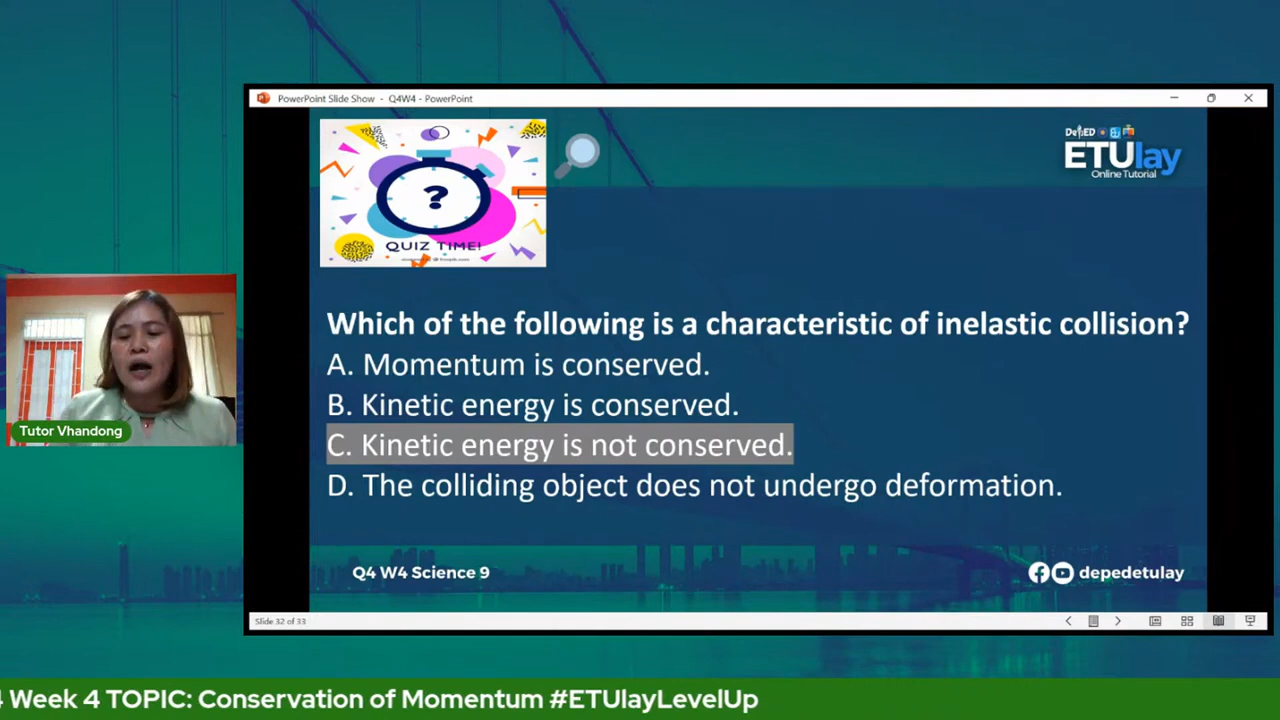 PowerPoint Slide Show - Q4W4 - PowerPoint
?
QUIZ TIME!
DepED
ETUlay
Online Tutorial
Which of the following is a characteristic of inelastic collision?
A. Momentum is conserved.
B. Kinetic energy is conserved.
C. Kinetic energy is not conserved.
D. The colliding object does not undergo deformation.
Tutor Vhandong
Q4 W4 Science 9
depedetulay
Slide 32 of 33
4 Week 4 TOPIC: Conservation of Momentum #ETUlayLevelUp